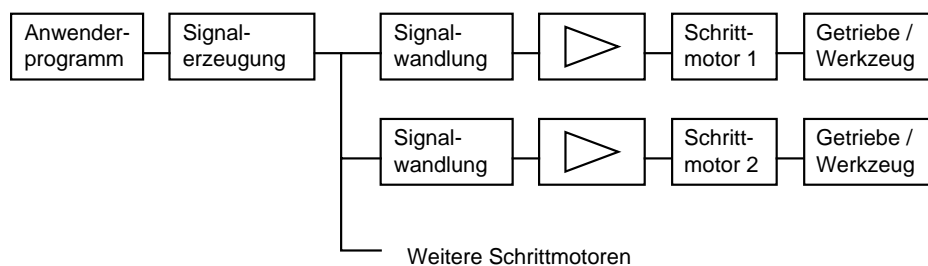 Anwender-
programm
Signal-
erzeugung
Signal-
wandlung
Schritt-
motor 1
Getriebe /
Werkzeug
Signal-
wandlung
Schritt-
motor 2
Getriebe /
Werkzeug
Weitere Schrittmotoren